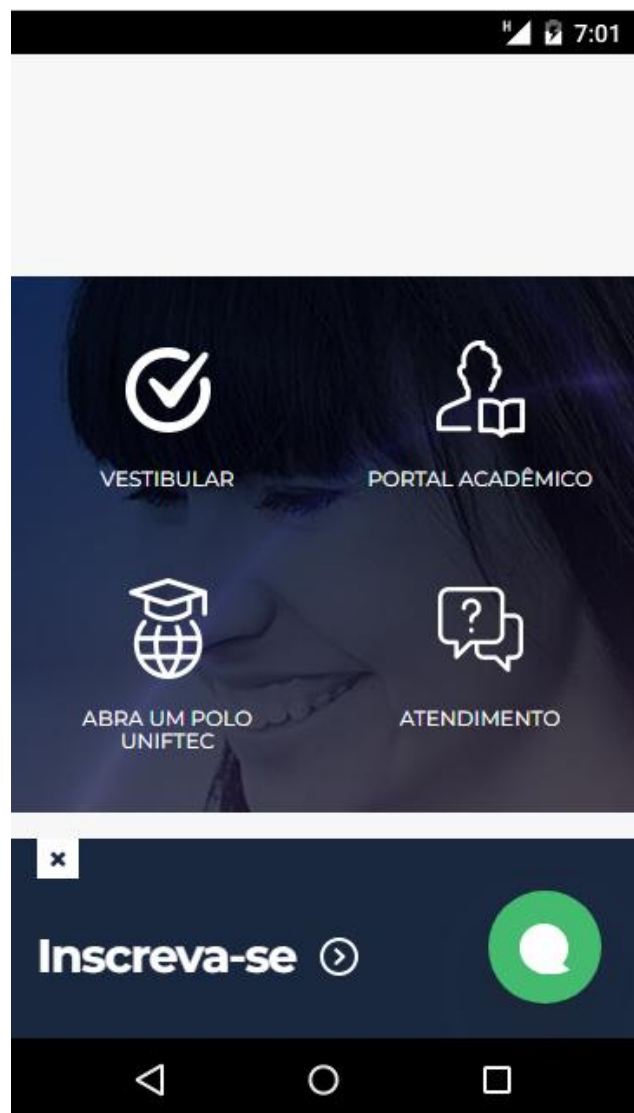 H 7:01
VESTIBULAR
PORTAL ACADÊMICO
ABRA UM POLO
UNIFTEC
?
ATENDIMENTO
Inscreva-se